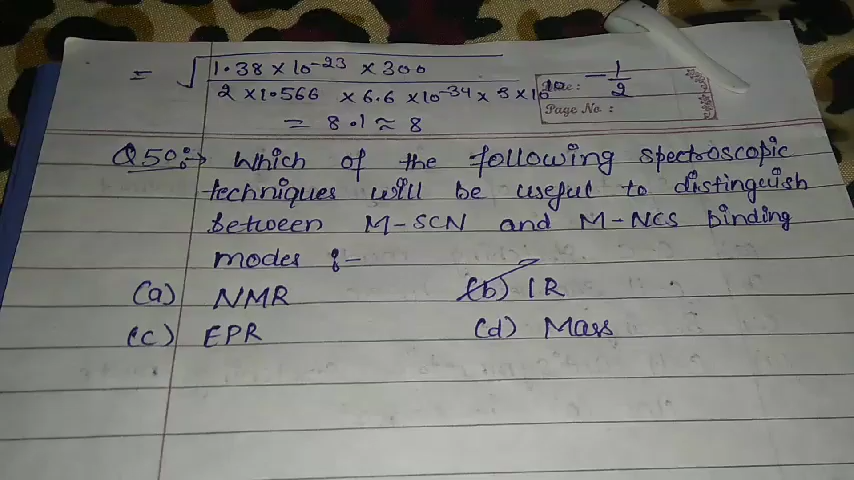 = √ 1.38 × 10⁻²³ × 300 / 2 × 1.566 × 6.6 × 10⁻³⁴ × 3 × 10¹⁰ − 1/2
Page No :
= 8.1 ≈ 8
Q50:→ Which of the following spectroscopic
techniques will be useful to distinguish
between M-SCN and M-NCS binding
modes :-
(a) NMR (b) IR
(c) EPR (d) Mass